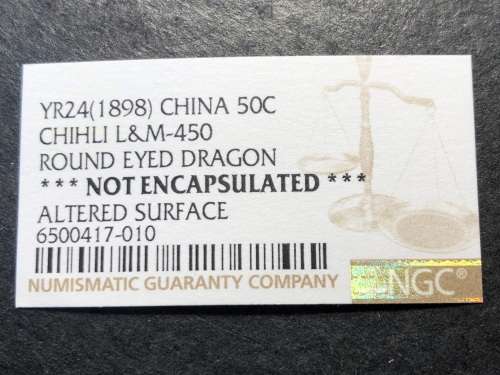 YR24(1898) CHINA 50C
CHIHLI L&M-450
ROUND EYED DRAGON
*** NOT ENCAPSULATED ***
ALTERED SURFACE
6500417-010
NUMISMATIC GUARANTY COMPANY
NGC®